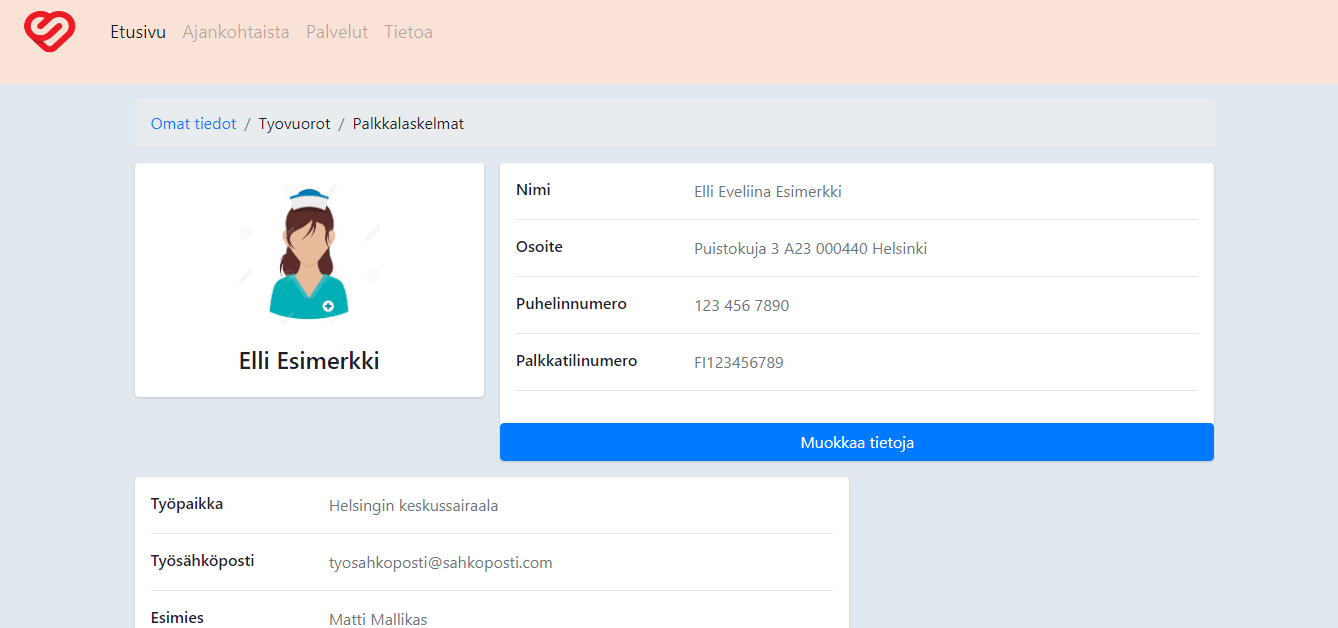 Etusivu Ajankohtaista Palvelut Tietoa
Omat tiedot / Tyovuorot / Palkkalaskelmat
Elli Esimerkki
Nimi Elli Eveliina Esimerkki
Osoite Puistokuja 3 A23 000440 Helsinki
Puhelinnumero 123 456 7890
Palkkatilinumero FI123456789
Muokkaa tietoja
Työpaikka Helsingin keskussairaala
Työsähköposti tyosahkoposti@sahkoposti.com
Esimies Matti Mallikas